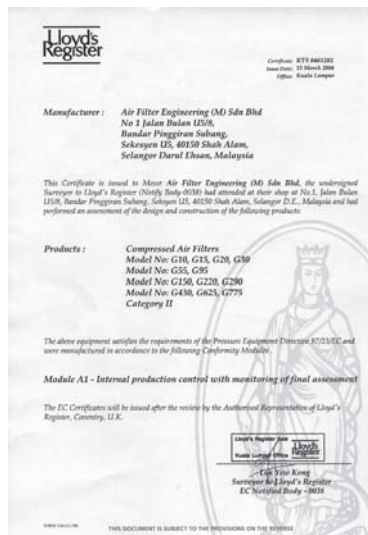 Lloyd's
Register
Certificate KTS 0460202
Issue Date: 15 March 2004
Office: Kuala Lumpur
Manufacturer : Air Filter Engineering (M) Sdn Bhd
No 1 Jalan Bulan U5/8,
Bandar Pinggiran Subang,
Seksyen U5, 40150 Shah Alam,
Selangor Darul Ehsan, Malaysia
This Certificate is issued to Messr Air Filter Engineering (M) Sdn Bhd, the undersigned
Surveyor to Lloyd's Register (Notify Body 0038) had attended at their shop at No.1, Jalan Bulan
U5/8, Bandar Pinggiran Subang, Seksyen U5, 40150 Shah Alam, Selangor D.E., Malaysia and had
performed an assessment of the design and construction of the following products:
Products : Compressed Air Filters
Model No: G10, G15, G20, G30
Model No: G55, G95
Model No: G150, G220, G290
Model No: G430, G625, G775
Category II
The above equipment satisfies the requirements of the Pressure Equipment Directive 97/23/EC and
were manufactured in accordance to the following Conformity Modules.
Module A1 - Internal production control with monitoring of final assessment
The EC Certificates will be issued after the review by the Authorised Representative of Lloyd's
Register, Coventry, U.K.
Lloyd's Register Asia
Kuala Lumpur Office
Lloyd's
Register
Yew Kong
Surveyor to Lloyd's Register
EC Notified Body - 0038
THIS DOCUMENT IS SUBJECT TO THE PROVISIONS ON THE REVERSE